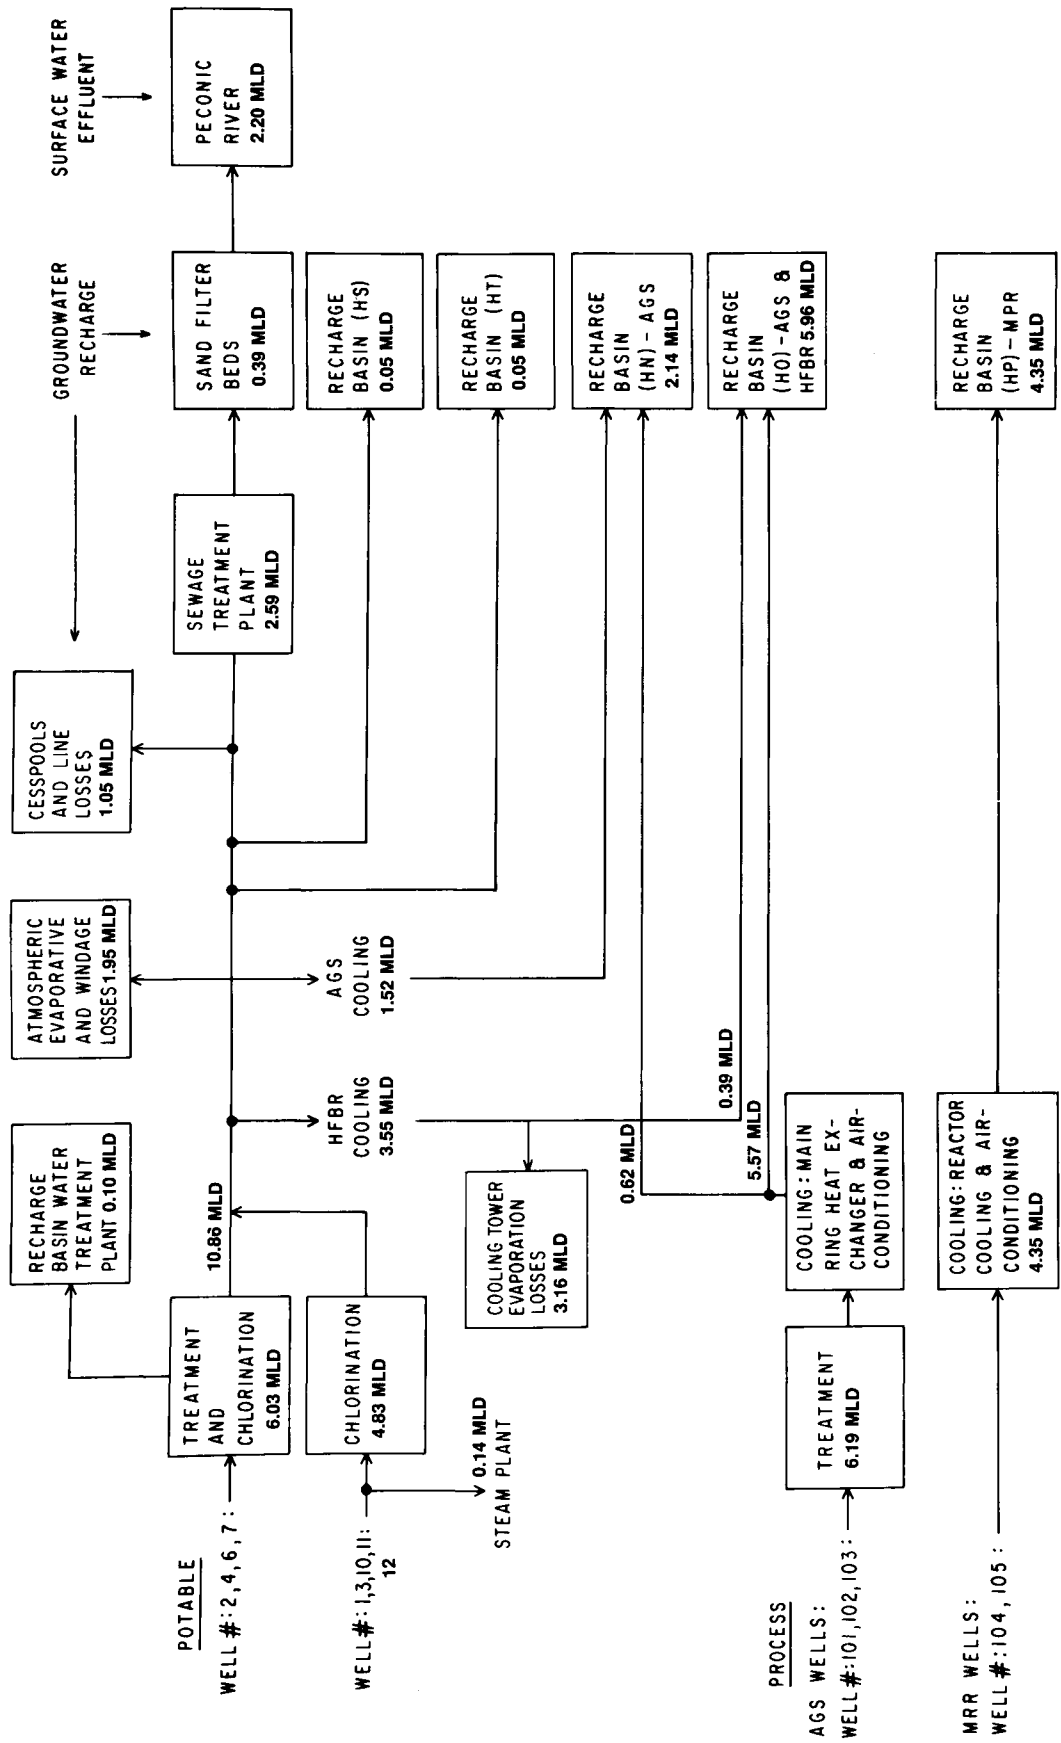 SURFACE WATER
EFFLUENT
GROUNDWATER
RECHARGE
PECONIC
RIVER
2.20 MLD
SAND FILTER
BEDS
0.39 MLD
SEWAGE
TREATMENT
PLANT
2.59 MLD
CESSPOOLS
AND LINE
LOSSES
1.05 MLD
ATMOSPHERIC
EVAPORATIVE
AND WINDAGE
LOSSES 1.95 MLD
RECHARGE
BASIN WATER
TREATMENT
PLANT 0.10 MLD
POTABLE
WELL #:2,4,6,7:
TREATMENT
AND
CHLORINATION
6.03 MLD
10.86 MLD
WELL #:1,3,10,11:
12
CHLORINATION
4.83 MLD
0.14 MLD
STEAM PLANT
HFBR
COOLING
3.55 MLD
AGS
COOLING
1.52 MLD
RECHARGE
BASIN (HS)
0.05 MLD
RECHARGE
BASIN (HT)
0.05 MLD
COOLING TOWER
EVAPORATION
LOSSES
3.16 MLD
RECHARGE
BASIN
(HN)-AGS
2.14 MLD
0.62 MLD
0.39 MLD
5.57 MLD
RECHARGE
BASIN
(HO)-AGS &
HFBR 5.96 MLD
PROCESS
AGS WELLS:
WELL #:101,102,103:
TREATMENT
6.19 MLD
COOLING:MAIN
RING HEAT EX-
CHANGER & AIR-
CONDITIONING
MRR WELLS:
WELL #:104, 105:
COOLING:REACTOR
COOLING & AIR-
CONDITIONING
4.35 MLD
RECHARGE
BASIN
(HP)-MPR
4.35 MLD